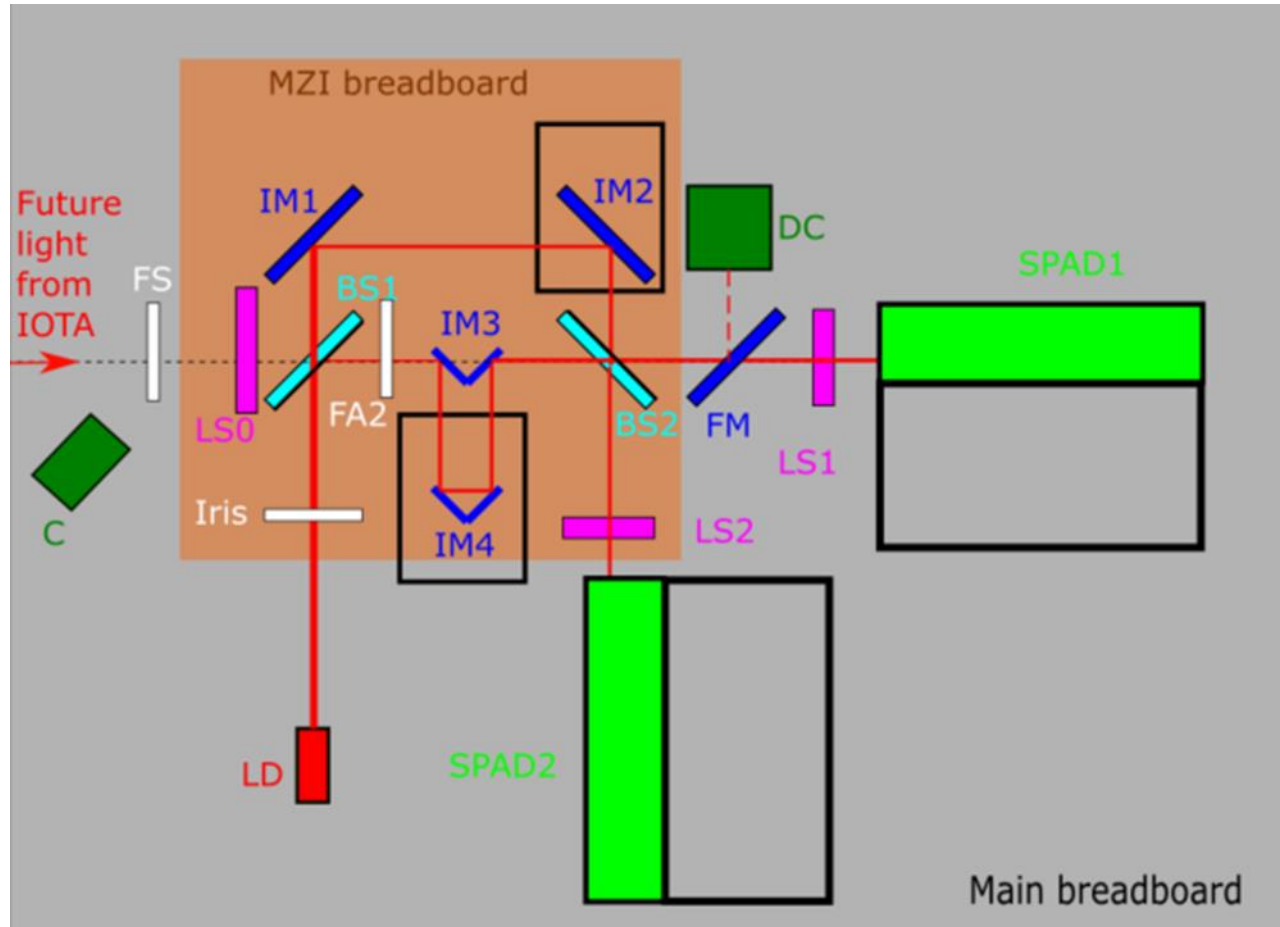 MZI breadboard
Future
light
from
IOTA
FS
IM1
IM2
DC
SPAD1
BS1
IM3
LS0
FA2
BS2
FM
LS1
Iris
C
IM4
LS2
LD
SPAD2
Main breadboard